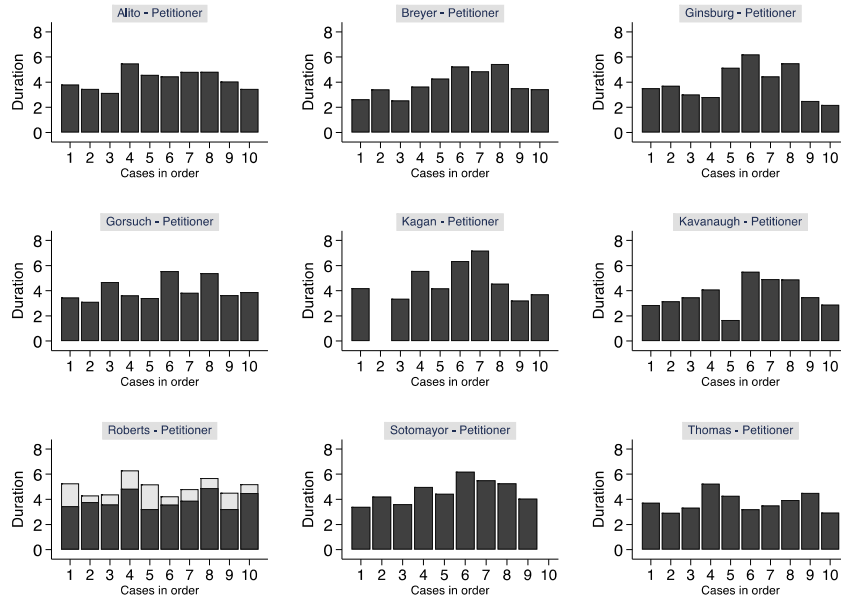 Alito - Petitioner
Duration
8
6
4
2
0
1 2 3 4 5 6 7 8 9 10
Cases in order
Breyer - Petitioner
Duration
8
6
4
2
0
1 2 3 4 5 6 7 8 9 10
Cases in order
Ginsburg - Petitioner
Duration
8
6
4
2
0
1 2 3 4 5 6 7 8 9 10
Cases in order
Gorsuch - Petitioner
Duration
8
6
4
2
0
1 2 3 4 5 6 7 8 9 10
Cases in order
Kagan - Petitioner
Duration
8
6
4
2
0
1 2 3 4 5 6 7 8 9 10
Cases in order
Kavanaugh - Petitioner
Duration
8
6
4
2
0
1 2 3 4 5 6 7 8 9 10
Cases in order
Roberts - Petitioner
Duration
8
6
4
2
0
1 2 3 4 5 6 7 8 9 10
Cases in order
Sotomayor - Petitioner
Duration
8
6
4
2
0
1 2 3 4 5 6 7 8 9 10
Cases in order
Thomas - Petitioner
Duration
8
6
4
2
0
1 2 3 4 5 6 7 8 9 10
Cases in order